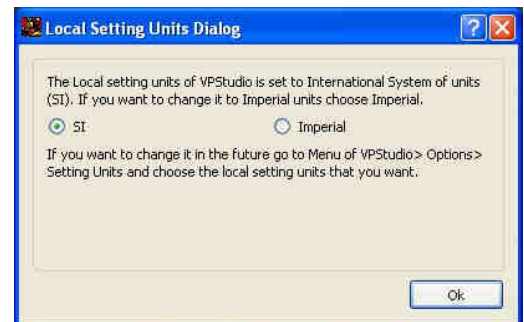 Local Setting Units Dialog
The Local setting units of VPStudio is set to International System of units
(SI). If you want to change it to Imperial units choose Imperial.
SI Imperial
If you want to change it in the future go to Menu of VPStudio> Options>
Setting Units and choose the local setting units that you want.
Ok